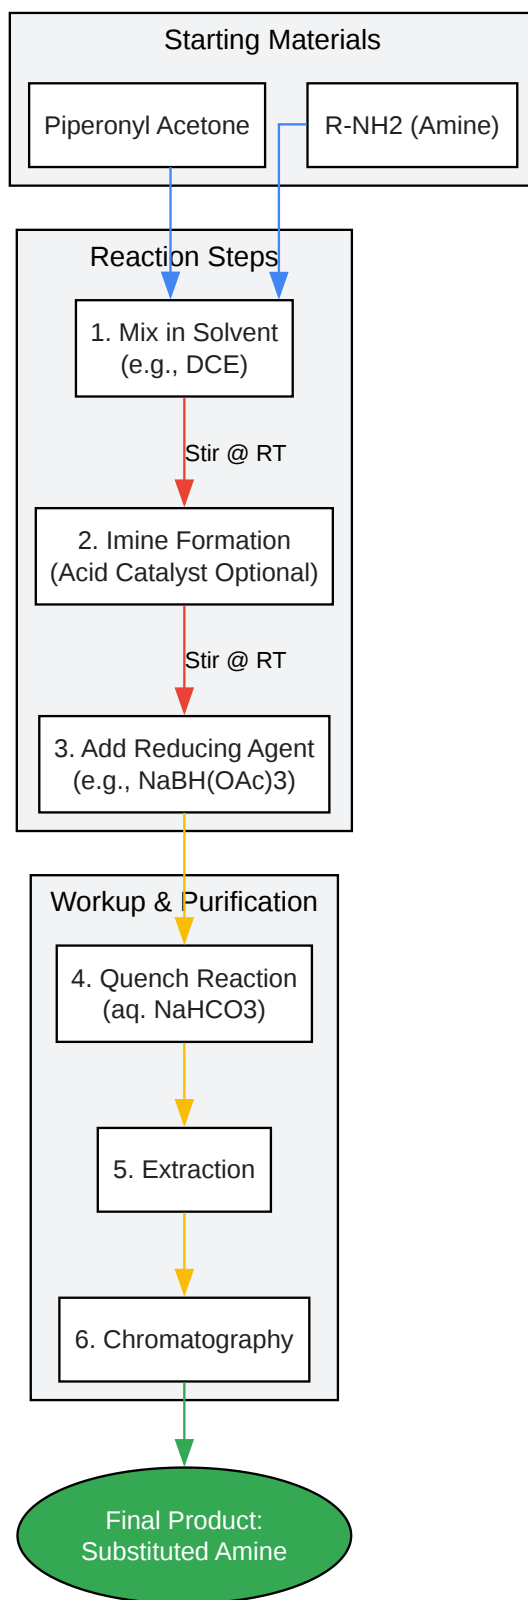 Starting Materials
Piperonyl Acetone
R-NH2 (Amine)
Reaction Steps
1. Mix in Solvent
(e.g., DCE)
Stir @ RT
2. Imine Formation
(Acid Catalyst Optional)
Stir @ RT
3. Add Reducing Agent
(e.g., NaBH(OAc)3)
Workup & Purification
4. Quench Reaction
(aq. NaHCO3)
5. Extraction
6. Chromatography
Final Product:
Substituted Amine